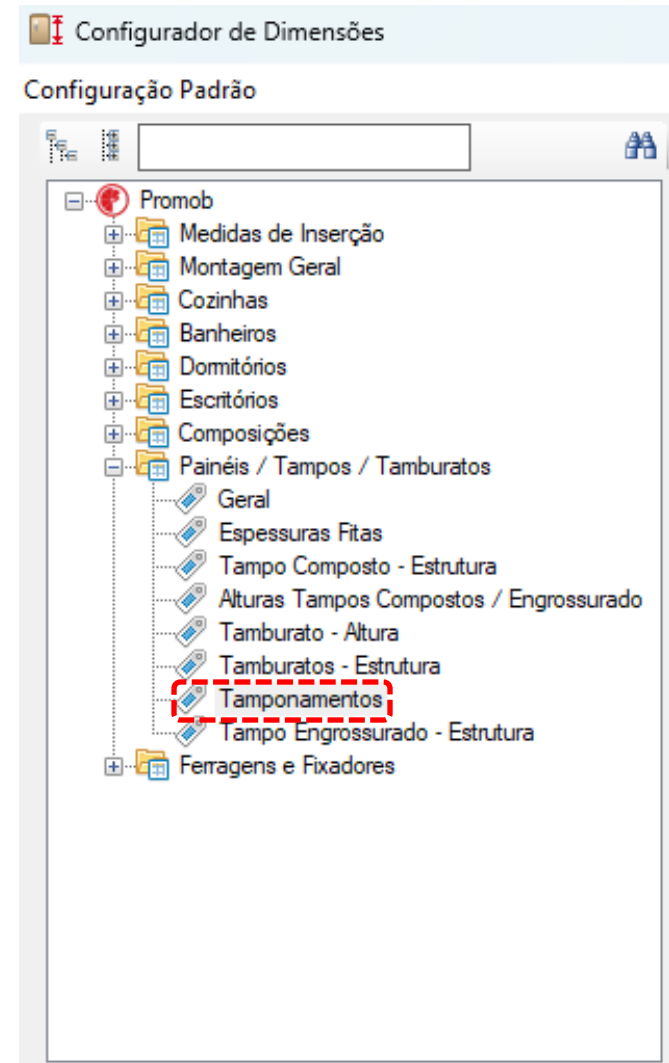 Configurador de Dimensões
Configuração Padrão
Promob
Medidas de Inserção
Montagem Geral
Cozinhas
Banheiros
Dormitórios
Escritórios
Composições
Painéis / Tampos / Tamburatos
Geral
Espessuras Fitas
Tampo Composto - Estrutura
Alturas Tampos Compostos / Engrossurado
Tamburato - Altura
Tamburatos - Estrutura
Tamponamentos
Tampo Engrossurado - Estrutura
Ferragens e Fixadores